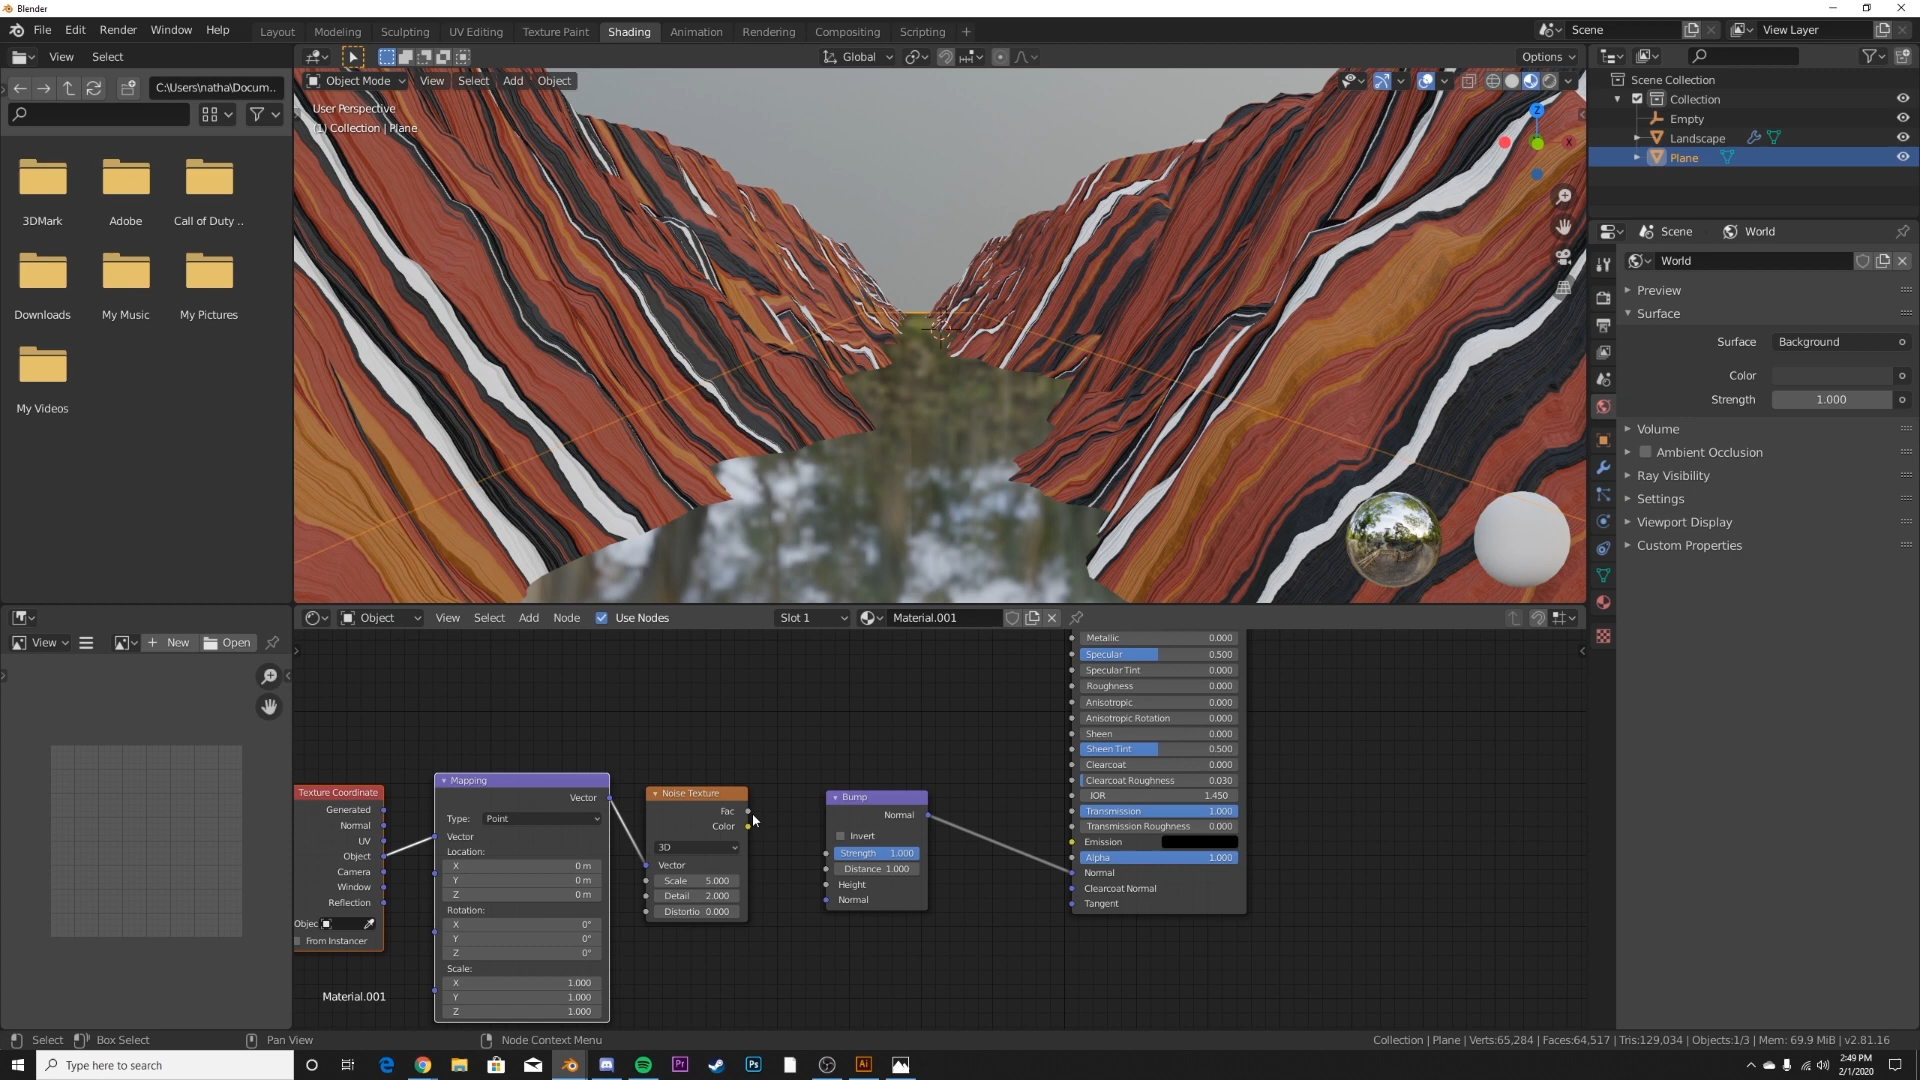 Blender
File Edit Render Window Help
Layout Modeling Sculpting UV Editing Texture Paint Shading Animation Rendering Compositing Scripting +
Scene
View Layer
View Select
Global
Options
C:\Users\natha\Docum..
3DMark
Adobe
Call of Duty ..
Downloads
My Music
My Pictures
My Videos
Object Mode View Select Add Object
User Perspective
(1) Collection | Plane
Z
X
Scene Collection
Collection
Empty
Landscape
Plane
Scene World
World
Preview
Surface
Surface Background
Color
Strength 1.000
Volume
Ambient Occlusion
Ray Visibility
Settings
Viewport Display
Custom Properties
View
+ New Open
Object View Select Add Node Use Nodes
Slot 1
Material.001
Texture Coordinate
Generated
Normal
UV
Object
Camera
Window
Reflection
Objec
From Instancer
Material.001
Mapping
Vector
Type: Point
Vector
Location:
X 0 m
Y 0 m
Z 0 m
Rotation:
X 0°
Y 0°
Z 0°
Scale:
X 1.000
Y 1.000
Z 1.000
Noise Texture
Fac
Color
3D
Vector
Scale 5.000
Detail 2.000
Distortio 0.000
Bump
Normal
Invert
Strength 1.000
Distance 1.000
Height
Normal
Metallic 0.000
Specular 0.500
Specular Tint 0.000
Roughness 0.000
Anisotropic 0.000
Anisotropic Rotation 0.000
Sheen 0.000
Sheen Tint 0.500
Clearcoat 0.000
Clearcoat Roughness 0.030
IOR 1.450
Transmission 1.000
Transmission Roughness 0.000
Emission
Alpha 1.000
Normal
Clearcoat Normal
Tangent
Select Box Select Pan View Node Context Menu
Collection | Plane | Verts:65,284 | Faces:64,517 | Tris:129,034 | Objects:1/3 | Mem: 69.9 MiB | v2.81.16
Type here to search
Pr
Ps
Ai
2:49 PM
2/1/2020